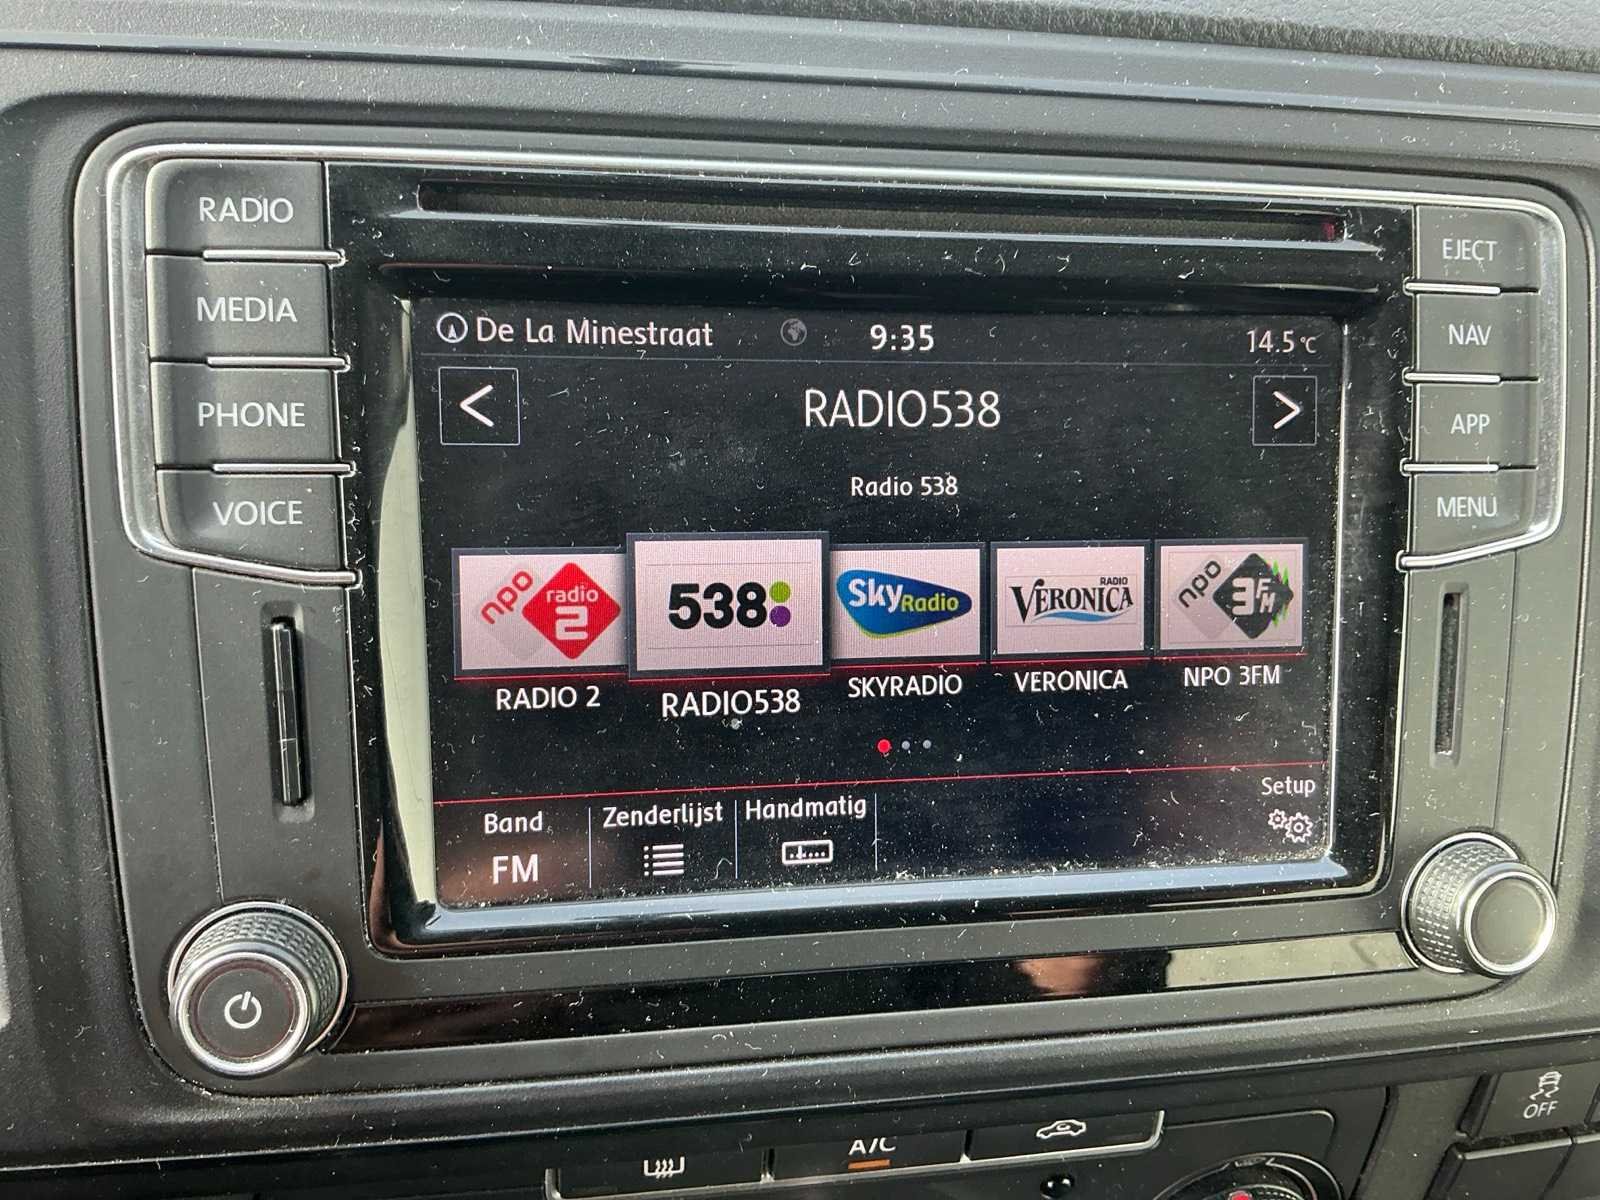 RADIO
MEDIA
PHONE
VOICE
EJECT
NAV
APP
MENU
De La Minestraat 9:35 14.5°C
< RADIO538 >
Radio 538
npo radio 2
538
Sky Radio
RADIO VERONICA
npo 3FM
RADIO 2 RADIO538 SKYRADIO VERONICA NPO 3FM
Setup
Band Zenderlijst Handmatig
FM
A/C
OFF